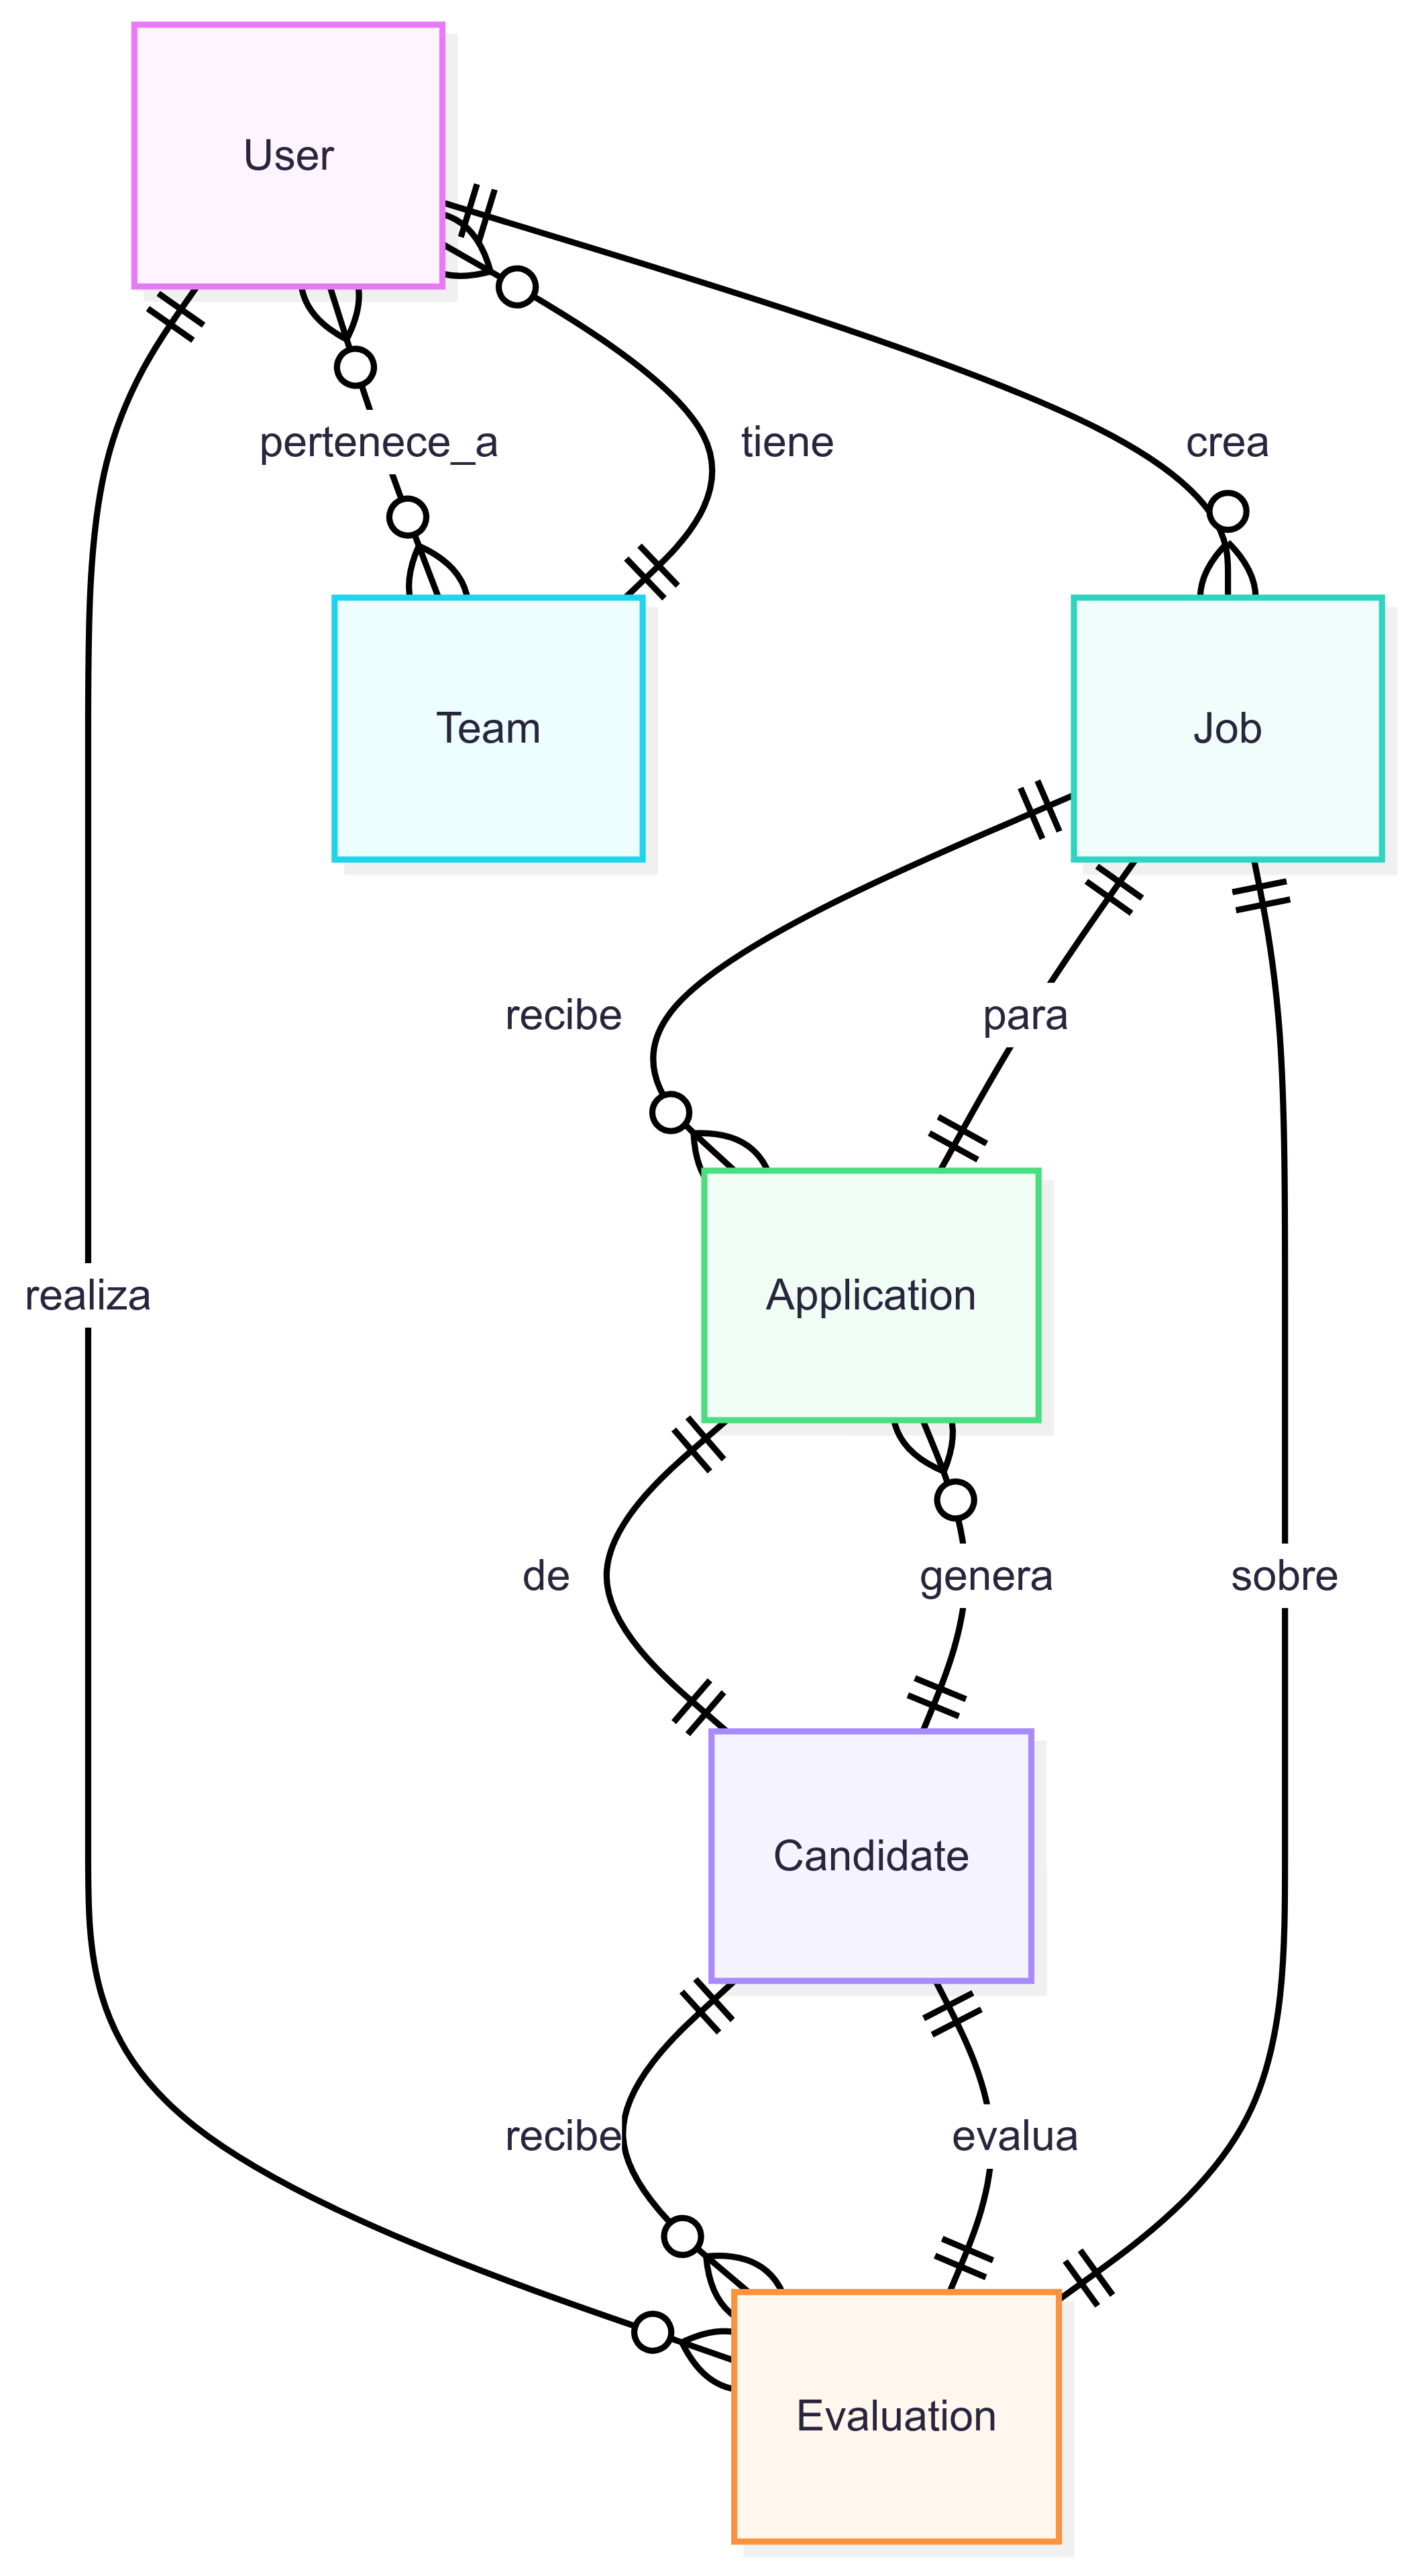 User
pertenece_a
tiene
crea
Team
Job
recibe
para
realiza
Application
de
genera
sobre
Candidate
recibe
evalua
Evaluation